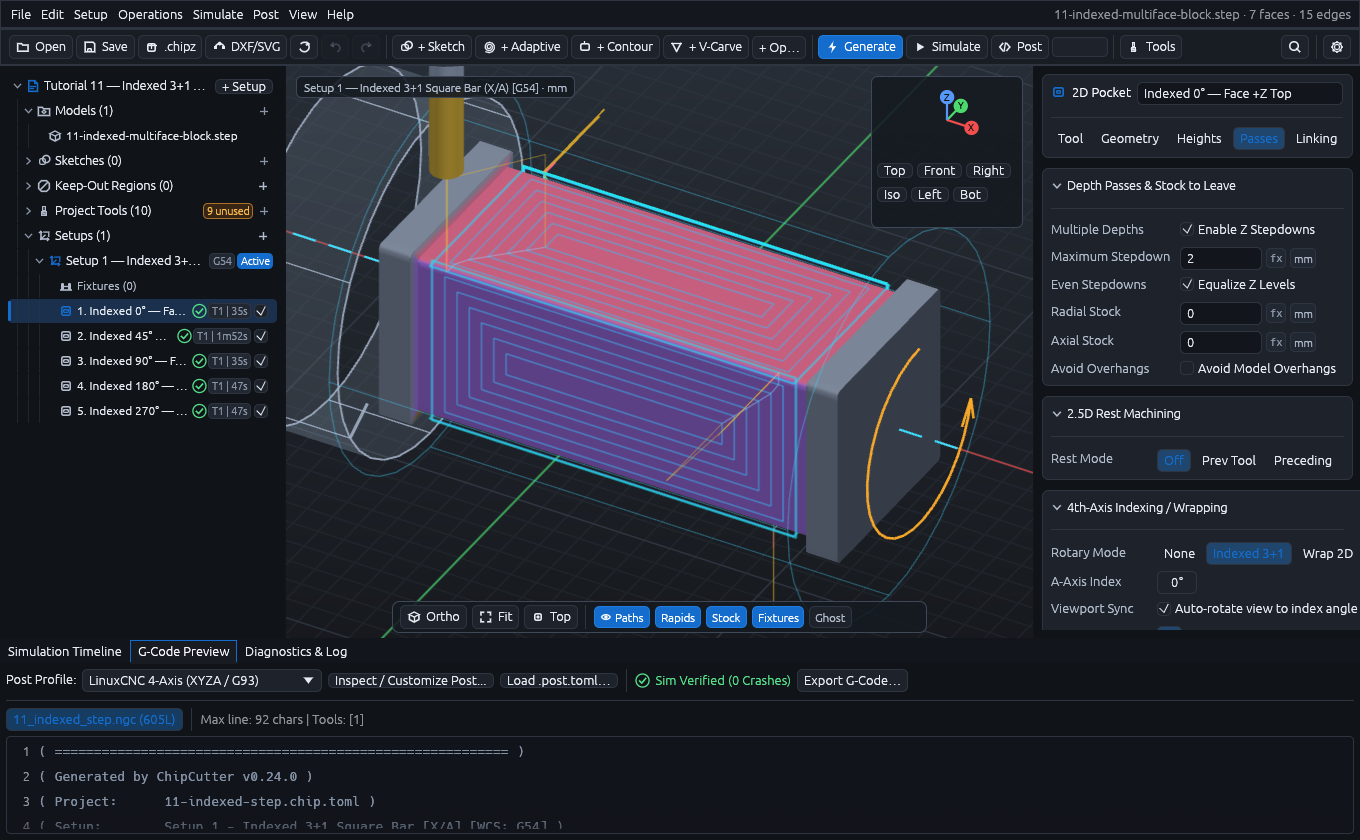 File Edit Setup Operations Simulate Post View Help
11-indexed-multiface-block.step · 7 faces · 15 edges
Open Save .chipz DXF/SVG + Sketch + Adaptive + Contour + V-Carve + Op... Generate Simulate Post Tools
Tutorial 11 — Indexed 3+1 ... + Setup
Models (1) +
11-indexed-multiface-block.step
Sketches (0) +
Keep-Out Regions (0) +
Project Tools (10) 9 unused +
Setups (1) +
Setup 1 — Indexed 3+... G54 Active
Fixtures (0)
1. Indexed 0° — Fa... T1 | 35s
2. Indexed 45° ... T1 | 1m52s
3. Indexed 90° — F... T1 | 35s
4. Indexed 180° — ... T1 | 47s
5. Indexed 270° — ... T1 | 47s
Setup 1 — Indexed 3+1 Square Bar (X/A) [G54] · mm
Z
Y
X
Top Front Right
Iso Left Bot
Ortho Fit Top Paths Rapids Stock Fixtures Ghost
2D Pocket Indexed 0° — Face +Z Top
Tool Geometry Heights Passes Linking
Depth Passes & Stock to Leave
Multiple Depths Enable Z Stepdowns
Maximum Stepdown 2 fx mm
Even Stepdowns Equalize Z Levels
Radial Stock 0 fx mm
Axial Stock 0 fx mm
Avoid Overhangs Avoid Model Overhangs
2.5D Rest Machining
Rest Mode Off Prev Tool Preceding
4th-Axis Indexing / Wrapping
Rotary Mode None Indexed 3+1 Wrap 2D
A-Axis Index 0°
Viewport Sync Auto-rotate view to index angle
Simulation Timeline G-Code Preview Diagnostics & Log
Post Profile: LinuxCNC 4-Axis (XYZA / G93) Inspect / Customize Post... Load .post.toml... Sim Verified (0 Crashes) Export G-Code...
11_indexed_step.ngc (605L) Max line: 92 chars | Tools: [1]
1 ( ========================================================== )
2 ( Generated by ChipCutter v0.24.0 )
3 ( Project: 11-indexed-step.chip.toml )
4 ( Setup: Setup 1 - Indexed 3+1 Square Bar [X/A] [WCS: G54] )